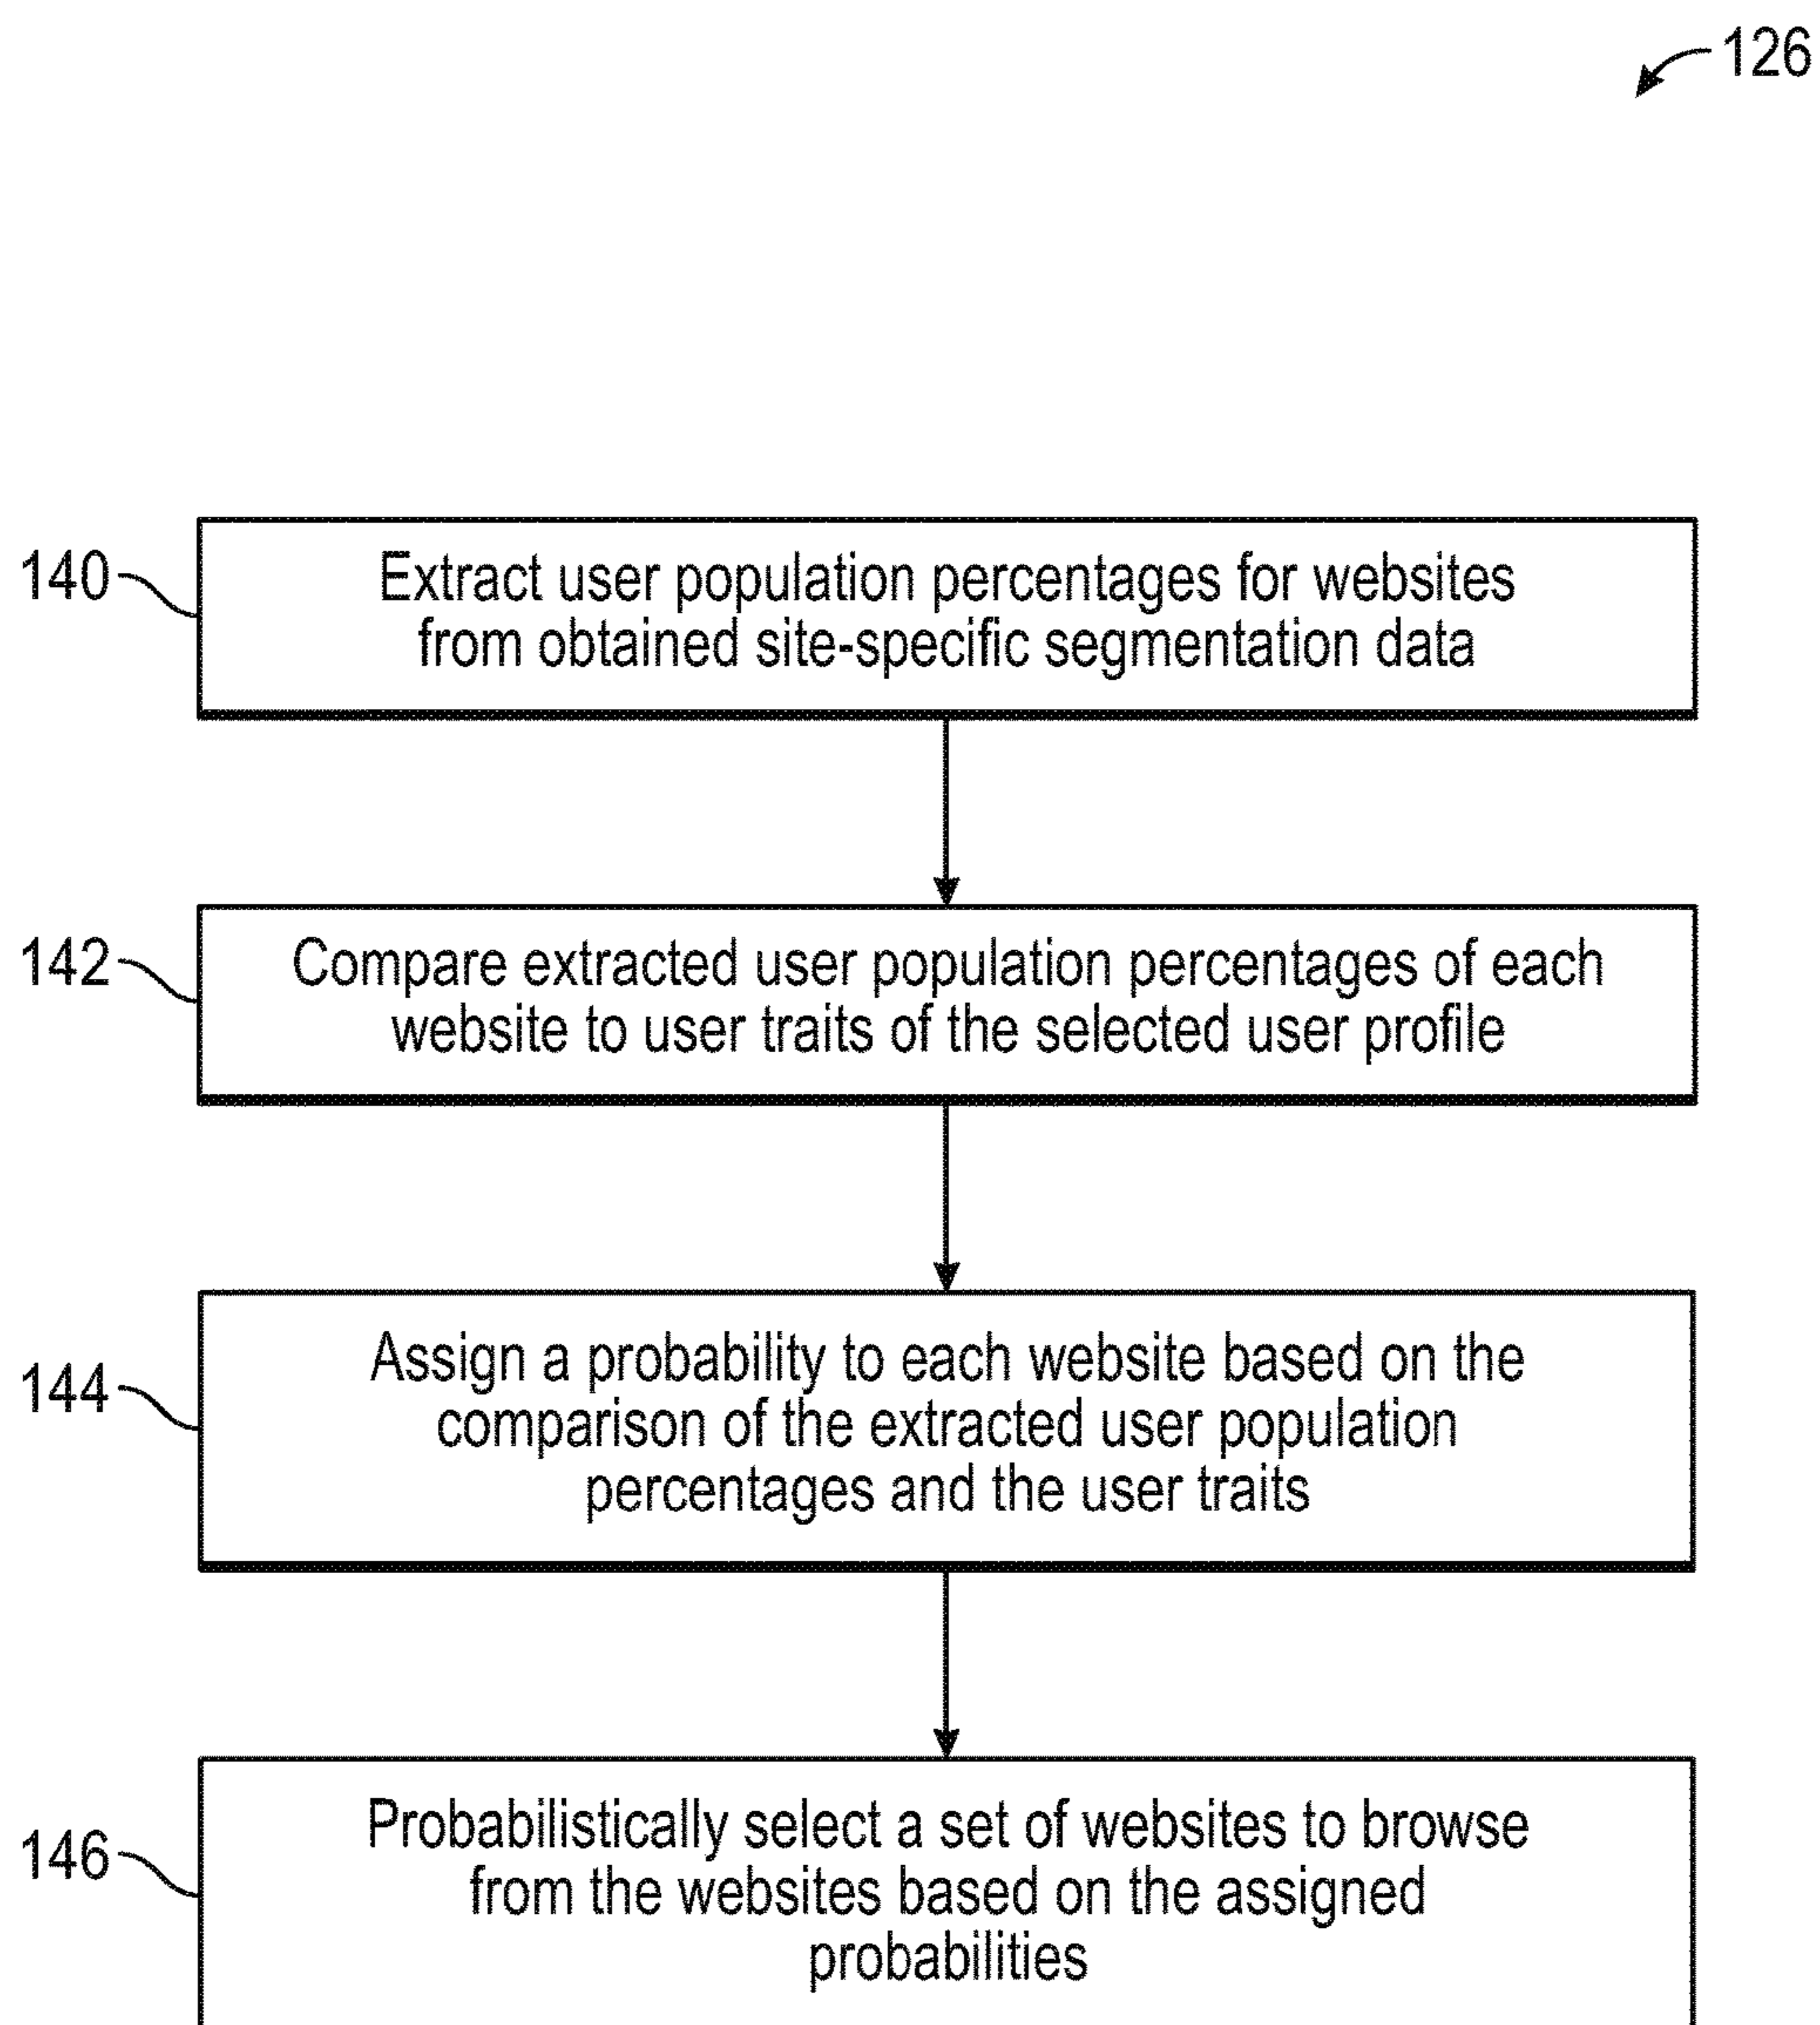 126
140
Extract user population percentages for websites
from obtained site-specific segmentation data
142
Compare extracted user population percentages of each
website to user traits of the selected user profile
144
Assign a probability to each website based on the
comparison of the extracted user population
percentages and the user traits
146
Probabilistically select a set of websites to browse
from the websites based on the assigned
probabilities